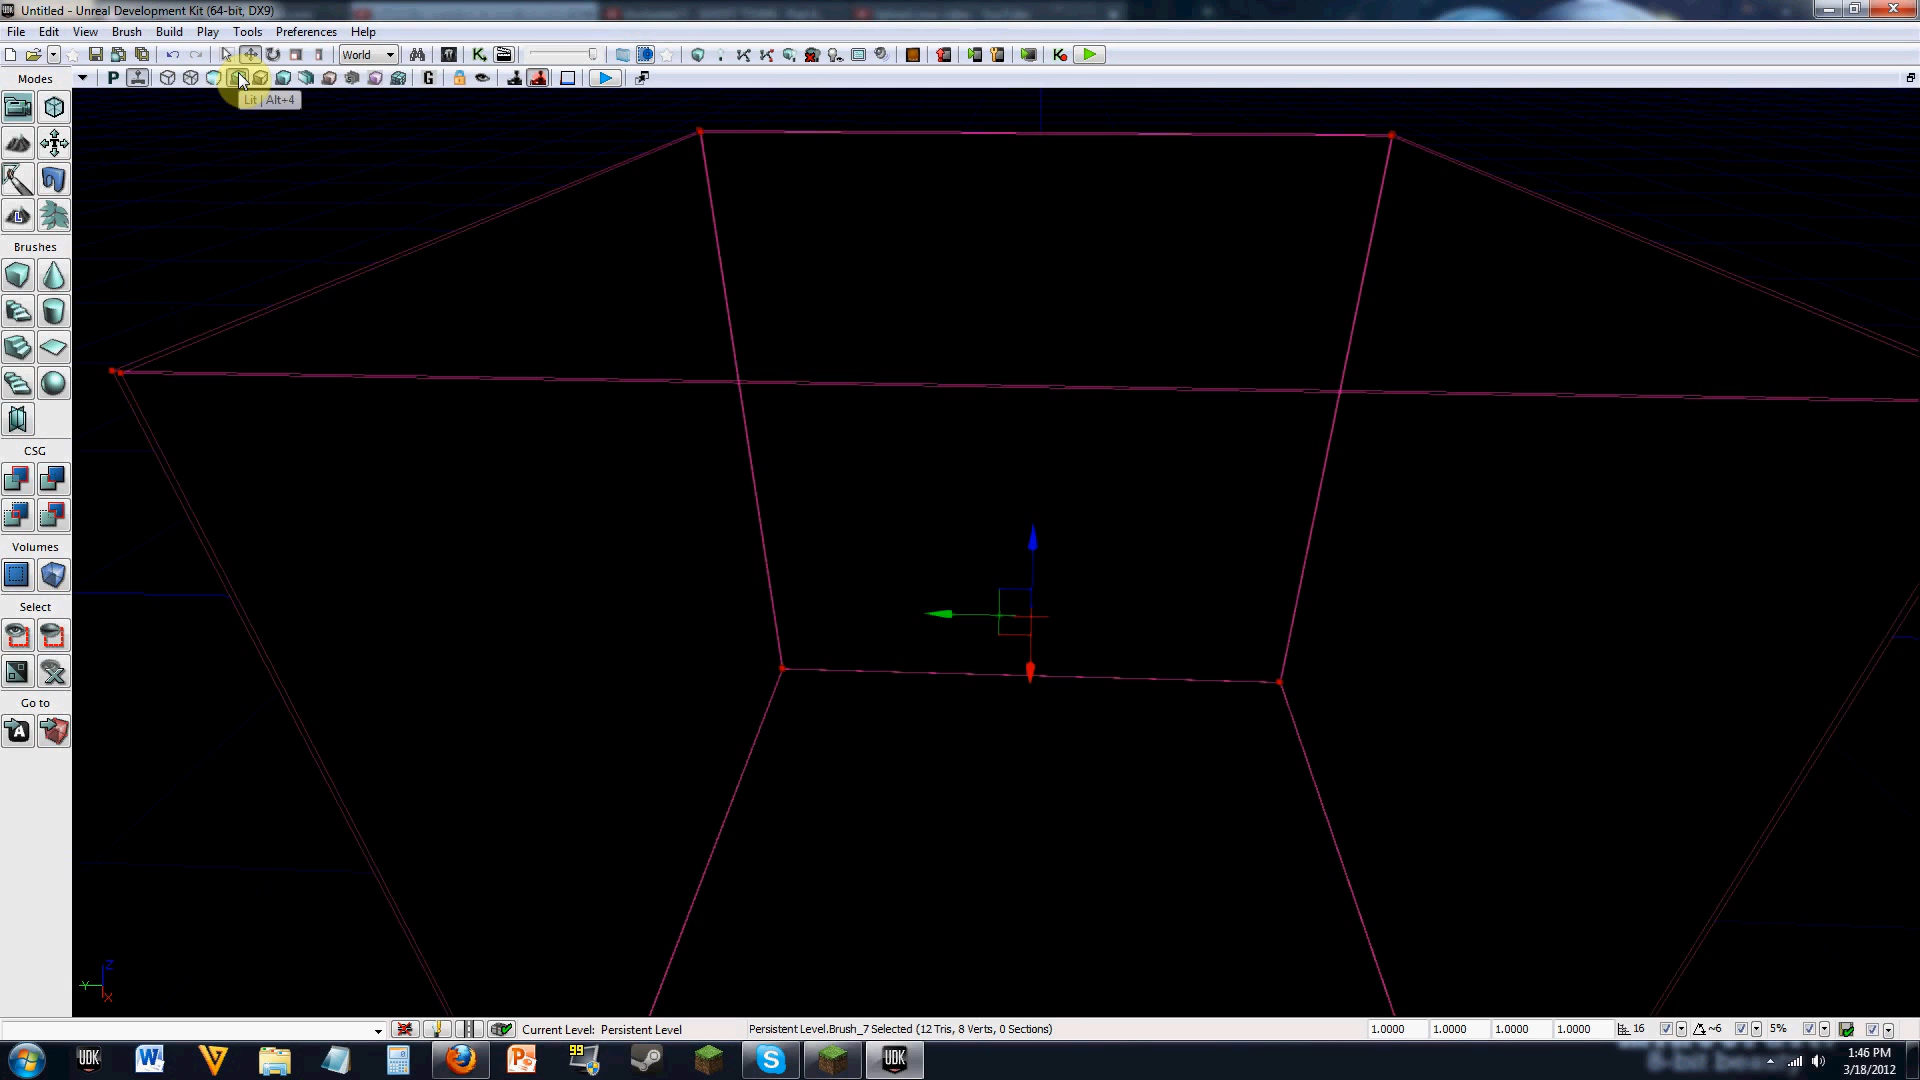 Untitled - Unreal Development Kit (64-bit, DX9)
File Edit View Brush Build Play Tools Preferences Help
World
Modes
P
G
Lit | Alt+4
Brushes
CSG
Volumes
Select
Go to
Z
Y
X
Current Level: Persistent Level
Persistent Level.Brush_7 Selected (12 Tris, 8 Verts, 0 Sections)
1.0000 1.0000 1.0000 1.0000
16
~6
5%
UDK
W
V
P
99
S
UDK
1:46 PM
3/18/2012